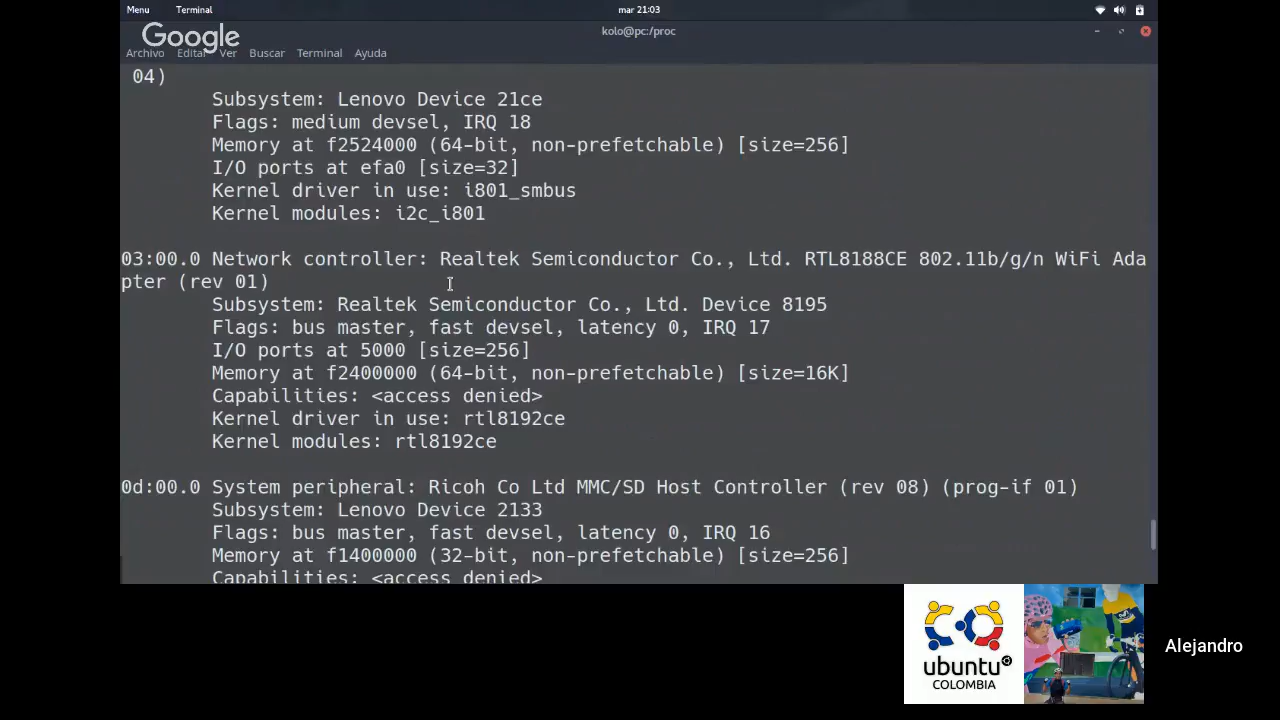 Menu Terminal mar 21:03
kolo@pc:/proc
Google
Archivo Editar Ver Buscar Terminal Ayuda
04)
Subsystem: Lenovo Device 21ce
Flags: medium devsel, IRQ 18
Memory at f2524000 (64-bit, non-prefetchable) [size=256]
I/O ports at efa0 [size=32]
Kernel driver in use: i801_smbus
Kernel modules: i2c_i801
03:00.0 Network controller: Realtek Semiconductor Co., Ltd. RTL8188CE 802.11b/g/n WiFi Ada
pter (rev 01)
Subsystem: Realtek Semiconductor Co., Ltd. Device 8195
Flags: bus master, fast devsel, latency 0, IRQ 17
I/O ports at 5000 [size=256]
Memory at f2400000 (64-bit, non-prefetchable) [size=16K]
Capabilities: <access denied>
Kernel driver in use: rtl8192ce
Kernel modules: rtl8192ce
0d:00.0 System peripheral: Ricoh Co Ltd MMC/SD Host Controller (rev 08) (prog-if 01)
Subsystem: Lenovo Device 2133
Flags: bus master, fast devsel, latency 0, IRQ 16
Memory at f1400000 (32-bit, non-prefetchable) [size=256]
Capabilities: <access denied>
ubuntu
COLOMBIA
Alejandro